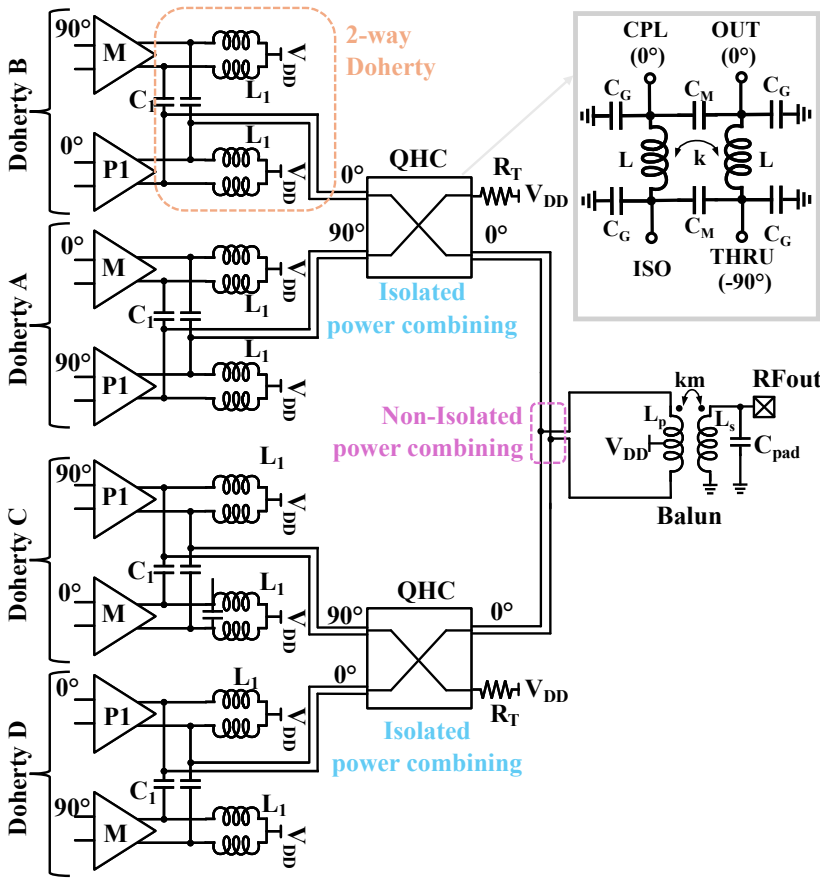 Doherty B
90°
M
C1
0°
P1
L1
L1
VDD
VDD
2-way
Doherty
Doherty A
0°
M
C1
90°
P1
L1
L1
VDD
VDD
0°
90°
QHC
RT
VDD
0°
Isolated
power combining
CPL
(0°)
OUT
(0°)
CG
CM
CG
L
k
L
CG
CM
CG
ISO
THRU
(-90°)
Non-Isolated
power combining
km
RFout
Lp
Ls
VDD
Cpad
Balun
Doherty C
90°
P1
C1
0°
M
L1
L1
VDD
VDD
Doherty D
0°
P1
C1
90°
M
L1
L1
VDD
VDD
90°
0°
QHC
0°
RT
VDD
Isolated
power combining